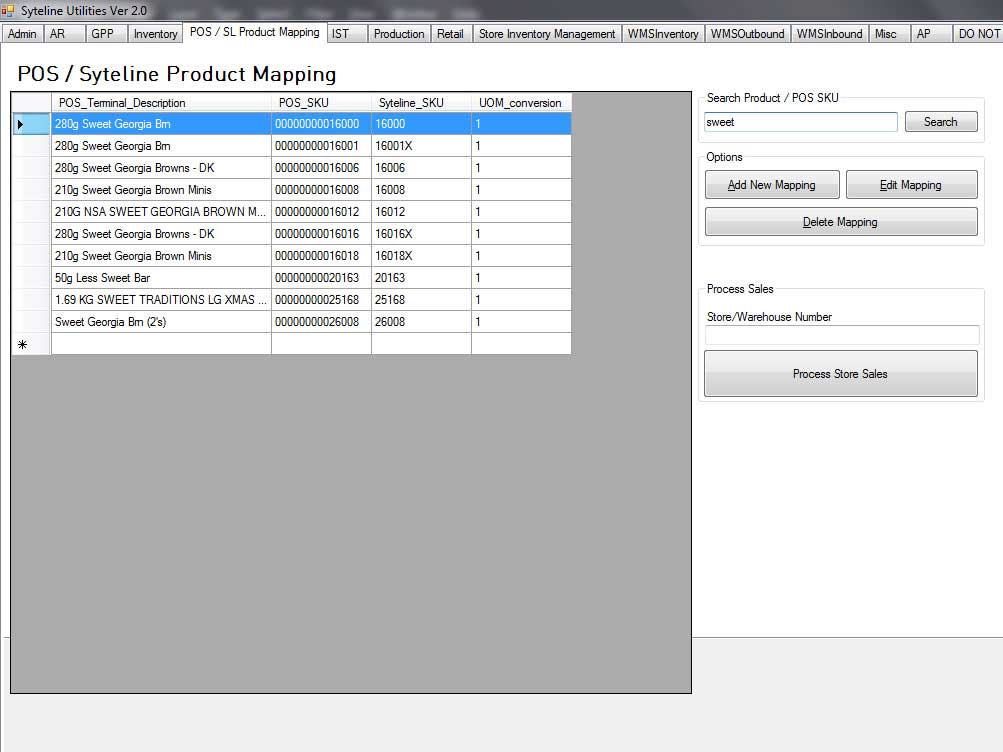 Syteline Utilities Ver 2.0
Admin AR GPP Inventory POS / SL Product Mapping IST Production Retail Store Inventory Management WMSInventory WMSOutbound WMSInbound Misc AP DO NOT
POS / Syteline Product Mapping
POS_Terminal_Description POS_SKU Syteline_SKU UOM_conversion
280g Sweet Georgia Brn 00000000016000 16000 1
280g Sweet Georgia Brn 00000000016001 16001X 1
280g Sweet Georgia Browns - DK 00000000016006 16006 1
210g Sweet Georgia Brown Minis 00000000016008 16008 1
210G NSA SWEET GEORGIA BROWN M... 00000000016012 16012 1
280g Sweet Georgia Browns - DK 00000000016016 16016X 1
210g Sweet Georgia Brown Minis 00000000016018 16018X 1
50g Less Sweet Bar 00000000020163 20163 1
1.69 KG SWEET TRADITIONS LG XMAS ... 00000000025168 25168 1
Sweet Georgia Brn (2's) 00000000026008 26008 1
Search Product / POS SKU
sweet Search
Options
Add New Mapping Edit Mapping
Delete Mapping
Process Sales
Store/Warehouse Number
Process Store Sales